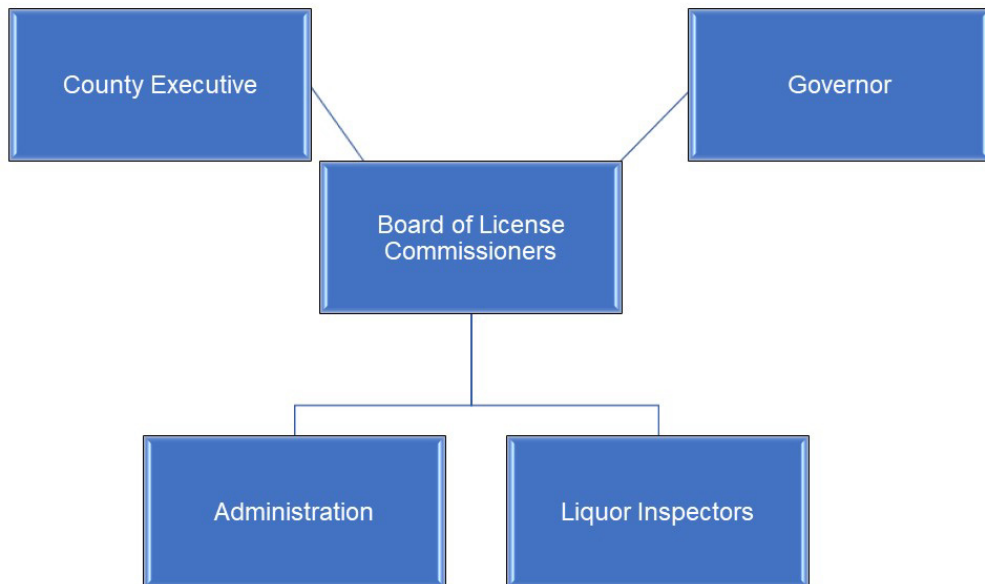 County Executive
Governor
Board of License
Commissioners
Administration
Liquor Inspectors